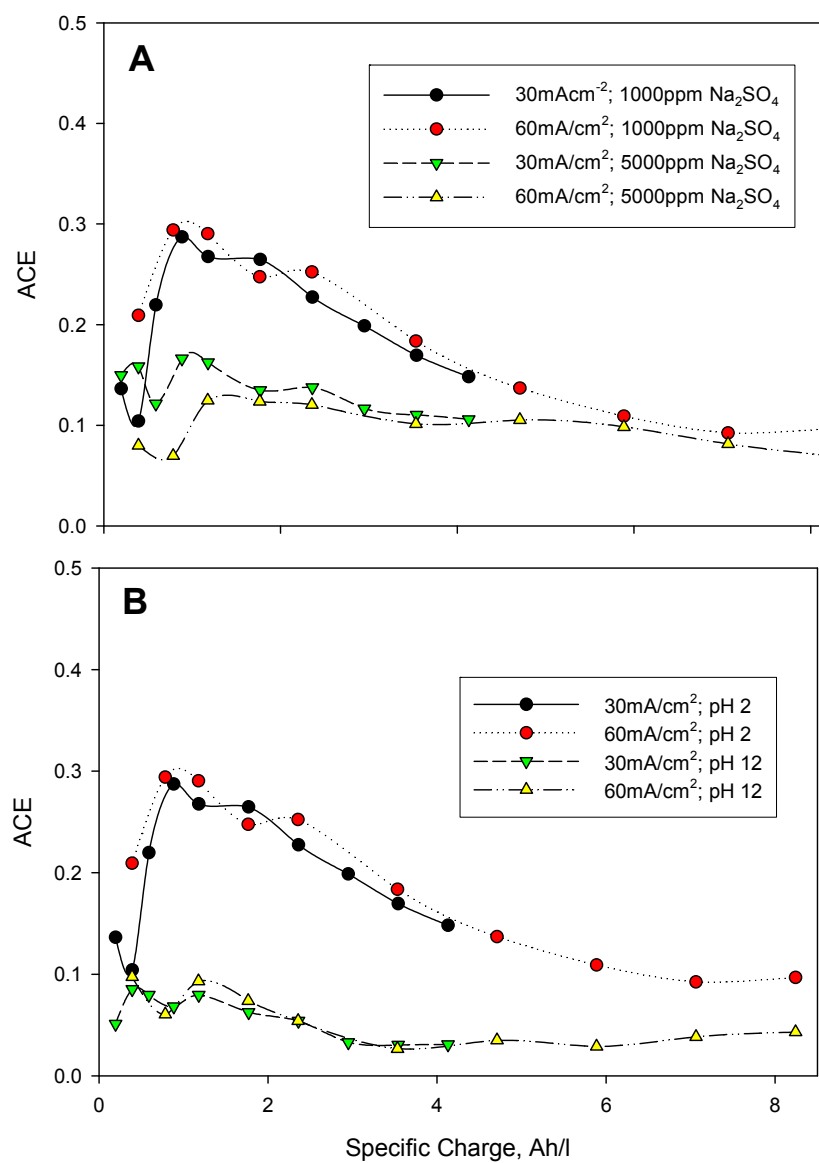 0.5
A
30mAcm⁻²; 1000ppm Na₂SO₄
60mA/cm²; 1000ppm Na₂SO₄
30mA/cm²; 5000ppm Na₂SO₄
60mA/cm²; 5000ppm Na₂SO₄
0.4
0.3
ACE
0.2
0.1
0.0
0.5
B
0.4
30mA/cm²; pH 2
60mA/cm²; pH 2
30mA/cm²; pH 12
60mA/cm²; pH 12
0.3
ACE
0.2
0.1
0.0
0 2 4 6 8
Specific Charge, Ah/l